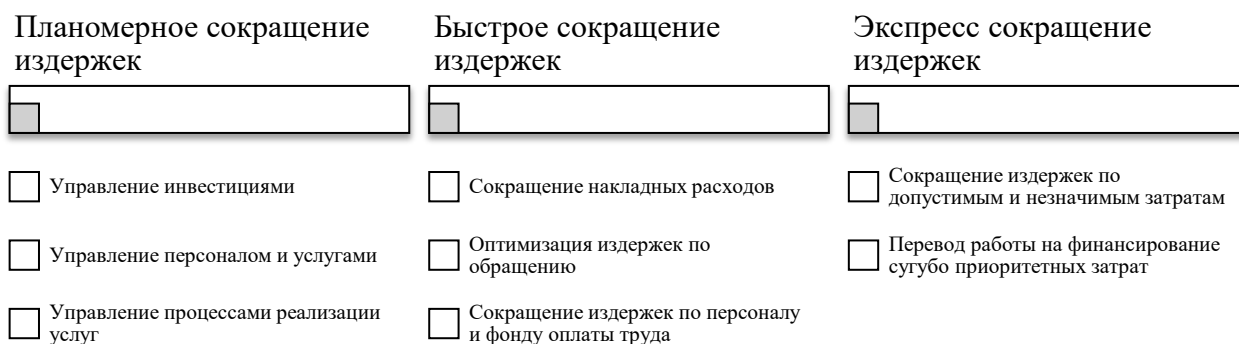 Планомерное сокращение
издержек
Управление инвестициями
Управление персоналом и услугами
Управление процессами реализации
услуг
Быстрое сокращение
издержек
Сокращение накладных расходов
Оптимизация издержек по
обращению
Сокращение издержек по персоналу
и фонду оплаты труда
Экспресс сокращение
издержек
Сокращение издержек по
допустимым и незначимым затратам
Перевод работы на финансирование
сугубо приоритетных затрат